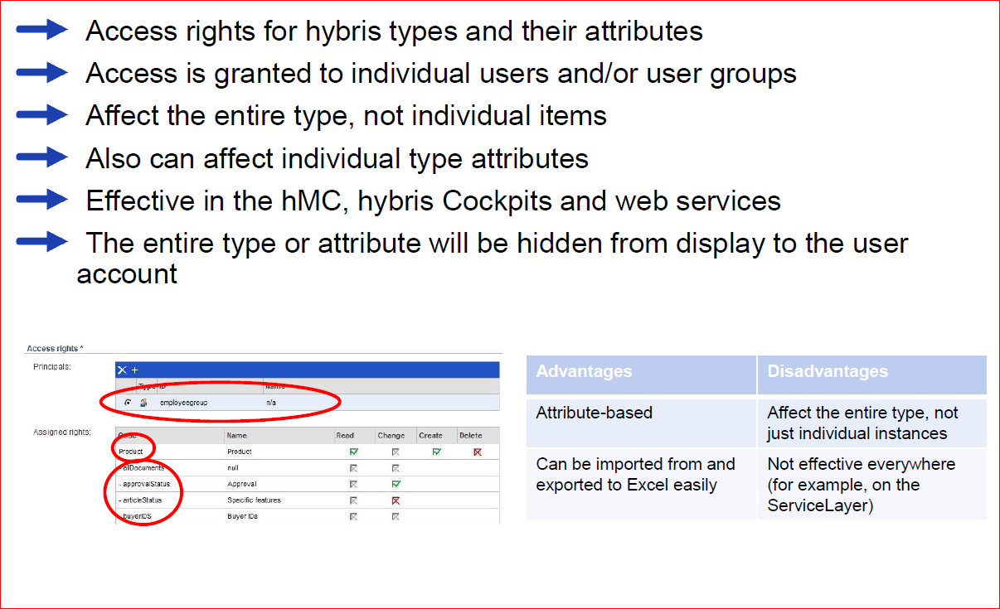 Access rights for hybris types and their attributes
Access is granted to individual users and/or user groups
Affect the entire type, not individual items
Also can affect individual type attributes
Effective in the hMC, hybris Cockpits and web services
The entire type or attribute will be hidden from display to the user
account
Access rights *
Principals:
Type ID Name
employeegroup n/a
Assigned rights:
Code Name Read Change Create Delete
Product Product
- allDocuments null
- approvalStatus Approval
- articleStatus Specific features
- buyerIDS Buyer IDs
Advantages Disadvantages
Attribute-based
Affect the entire type, not
just individual instances
Can be imported from and
exported to Excel easily
Not effective everywhere
(for example, on the
ServiceLayer)